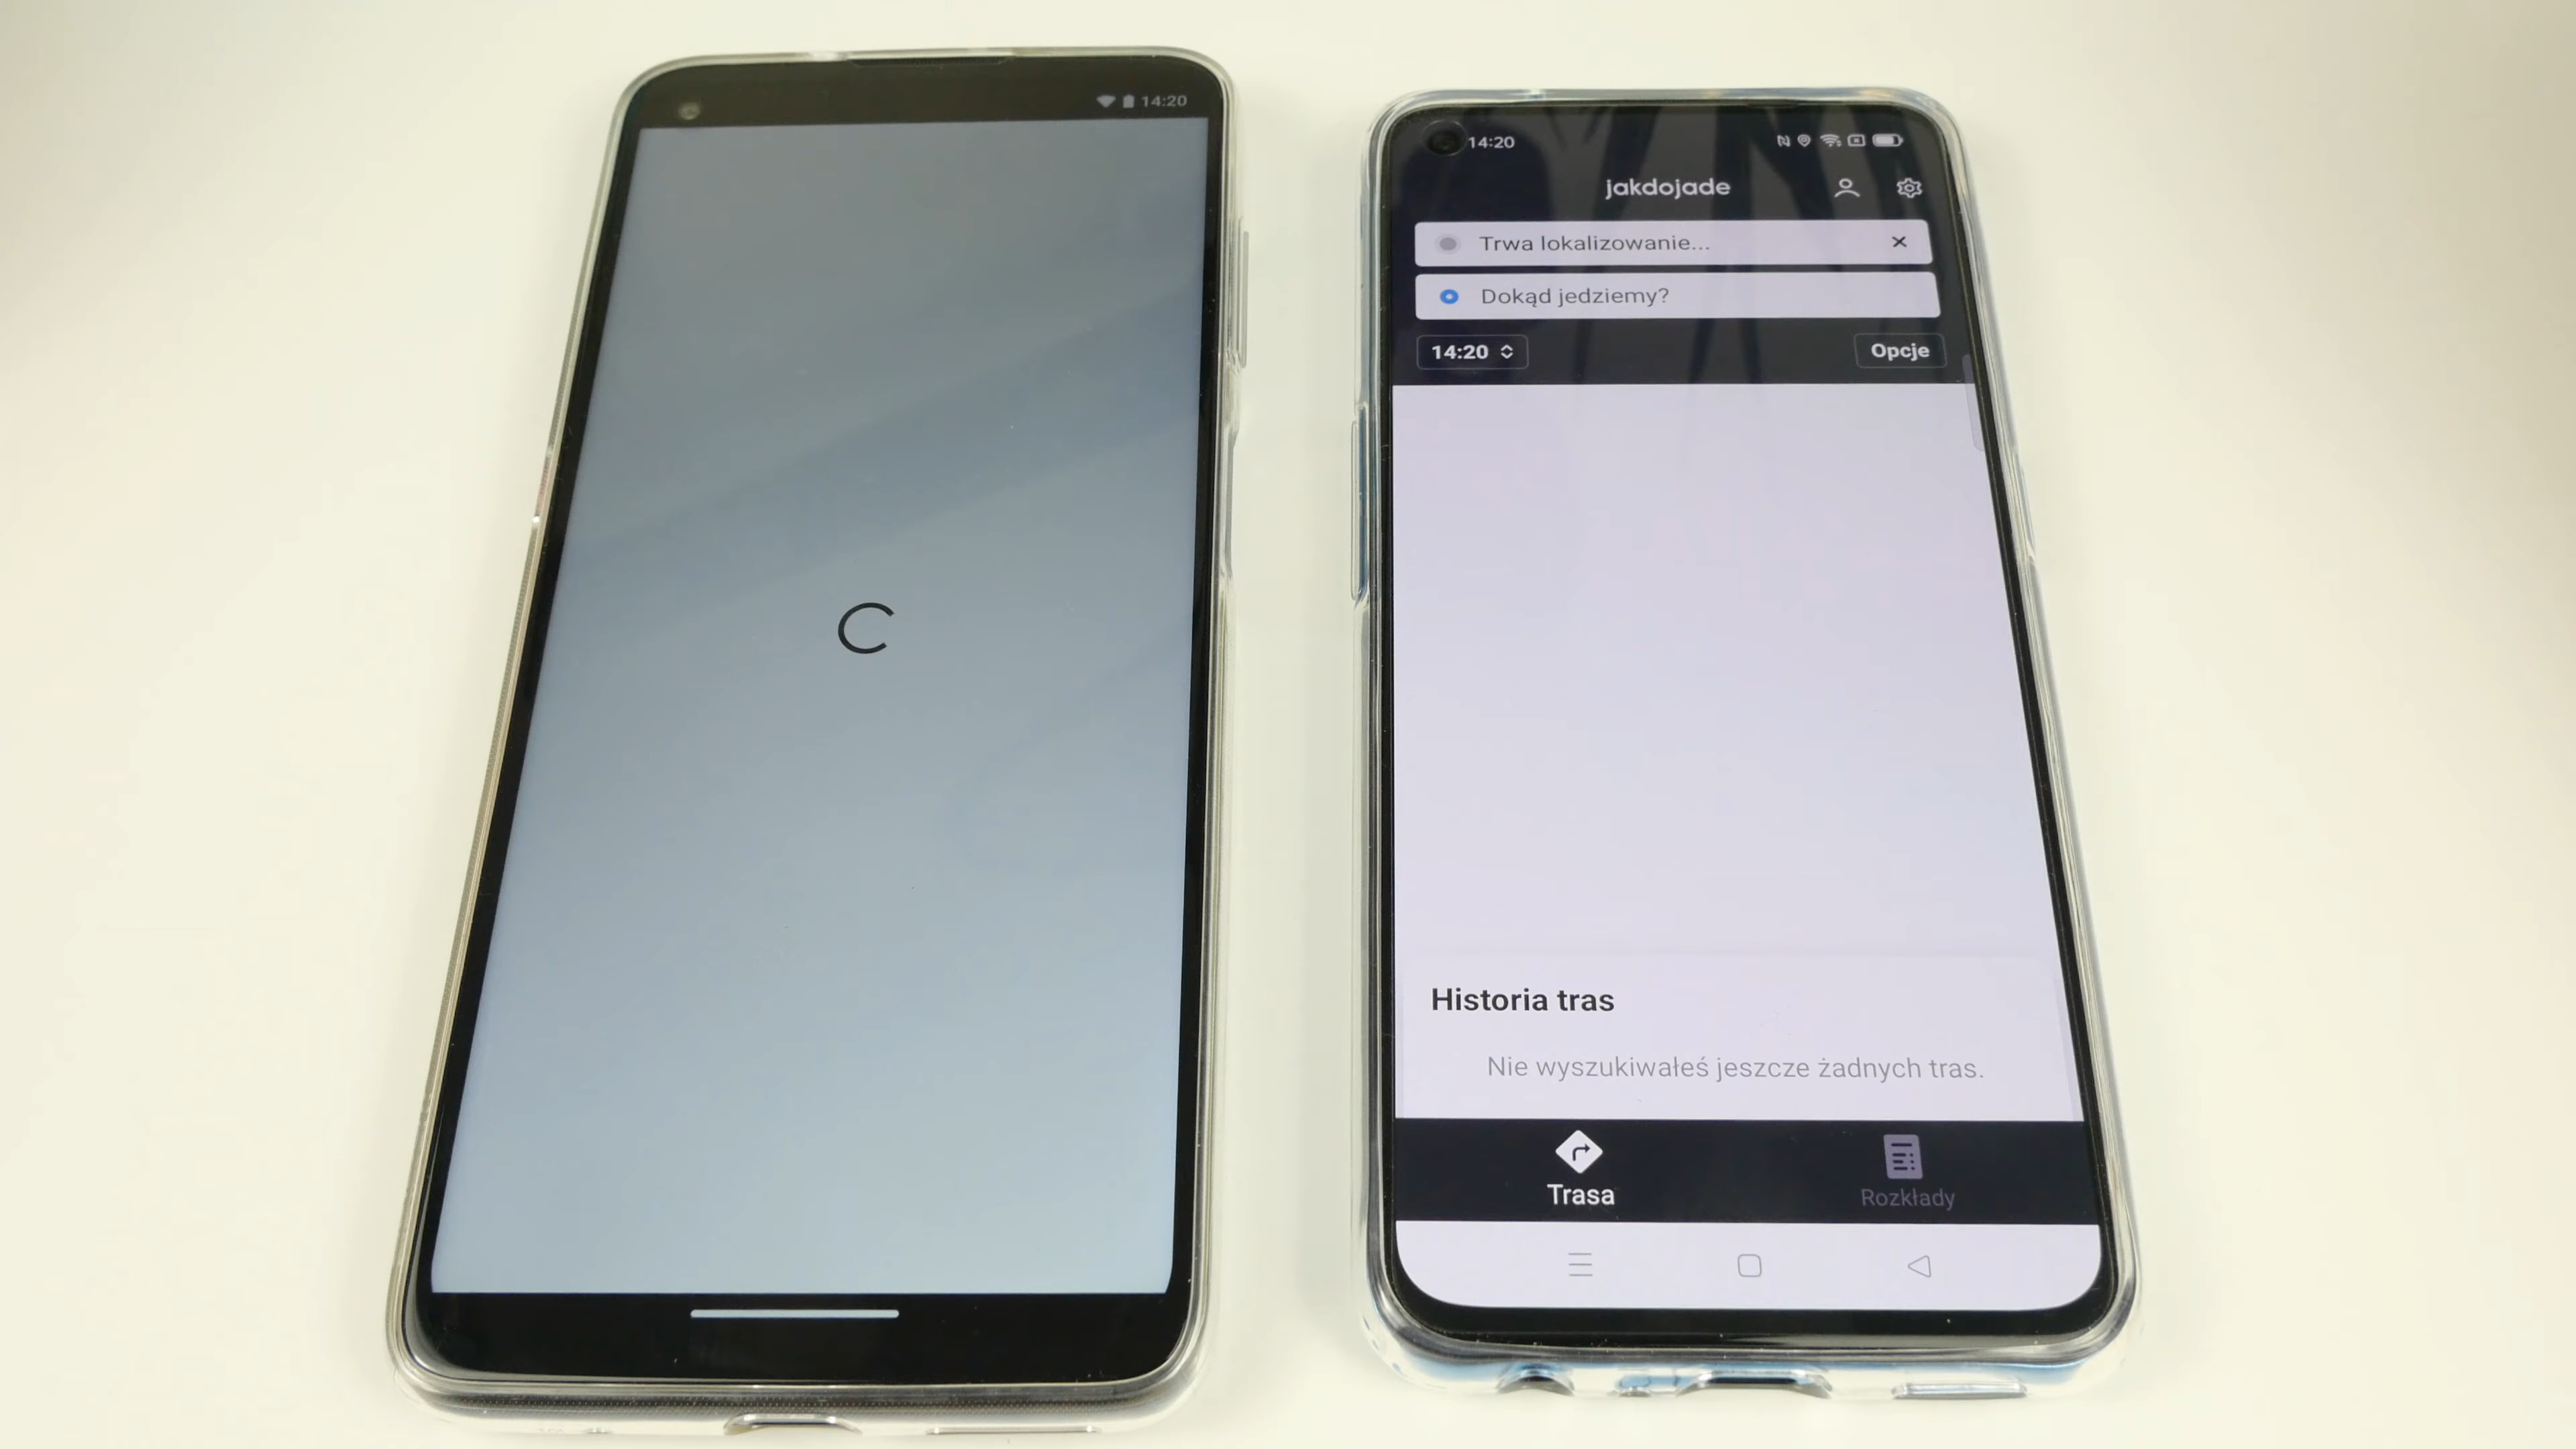 14:20
14:20
jakdojade
Trwa lokalizowanie...
Dokąd jedziemy?
14:20
Opcje
Historia tras
Nie wyszukiwałeś jeszcze żadnych tras.
Trasa
Rozkłady